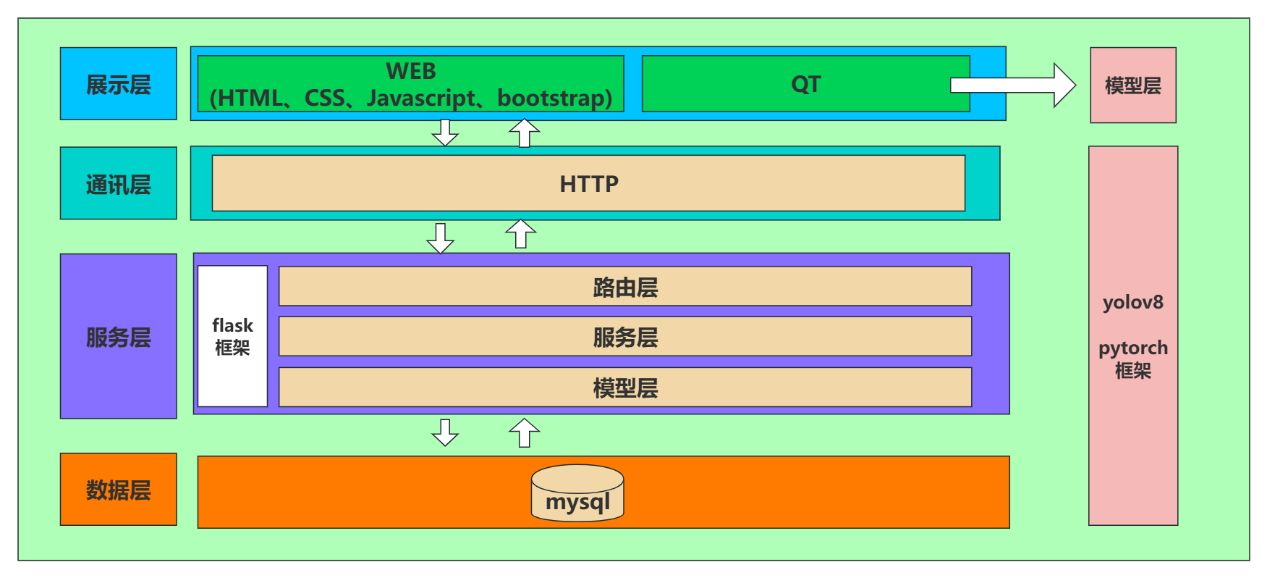 展示层
WEB
(HTML、CSS、Javascript、bootstrap)
QT
模型层
通讯层
HTTP
服务层
flask
框架
路由层
服务层
模型层
yolov8
pytorch
框架
数据层
mysql